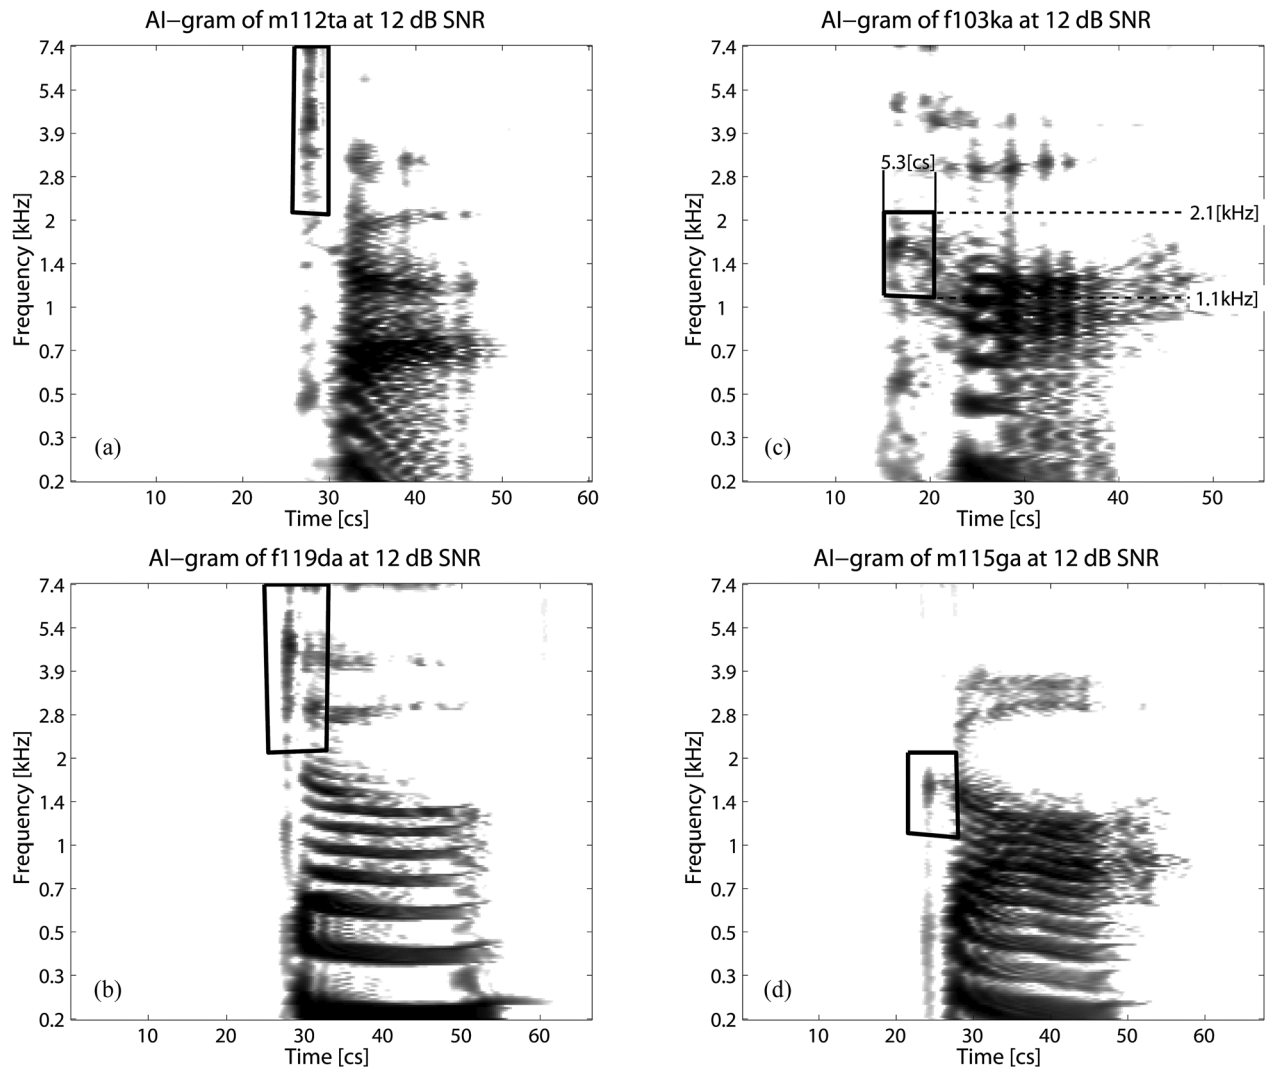 AI−gram of m112ta at 12 dB SNR
7.4
5.4
3.9
2.8
2
1.4
1
0.7
0.5
0.3
0.2
Frequency [kHz]
(a)
10 20 30 40 50 60
Time [cs]
AI−gram of f103ka at 12 dB SNR
7.4
5.4
3.9
2.8
2
1.4
1
0.7
0.5
0.3
0.2
Frequency [kHz]
5.3[cs]
2.1[kHz]
1.1kHz]
(c)
10 20 30 40 50
Time [cs]
AI−gram of f119da at 12 dB SNR
7.4
5.4
3.9
2.8
2
1.4
1
0.7
0.5
0.3
0.2
Frequency [kHz]
(b)
10 20 30 40 50 60
Time [cs]
AI−gram of m115ga at 12 dB SNR
7.4
5.4
3.9
2.8
2
1.4
1
0.7
0.5
0.3
0.2
Frequency [kHz]
(d)
10 20 30 40 50 60
Time [cs]